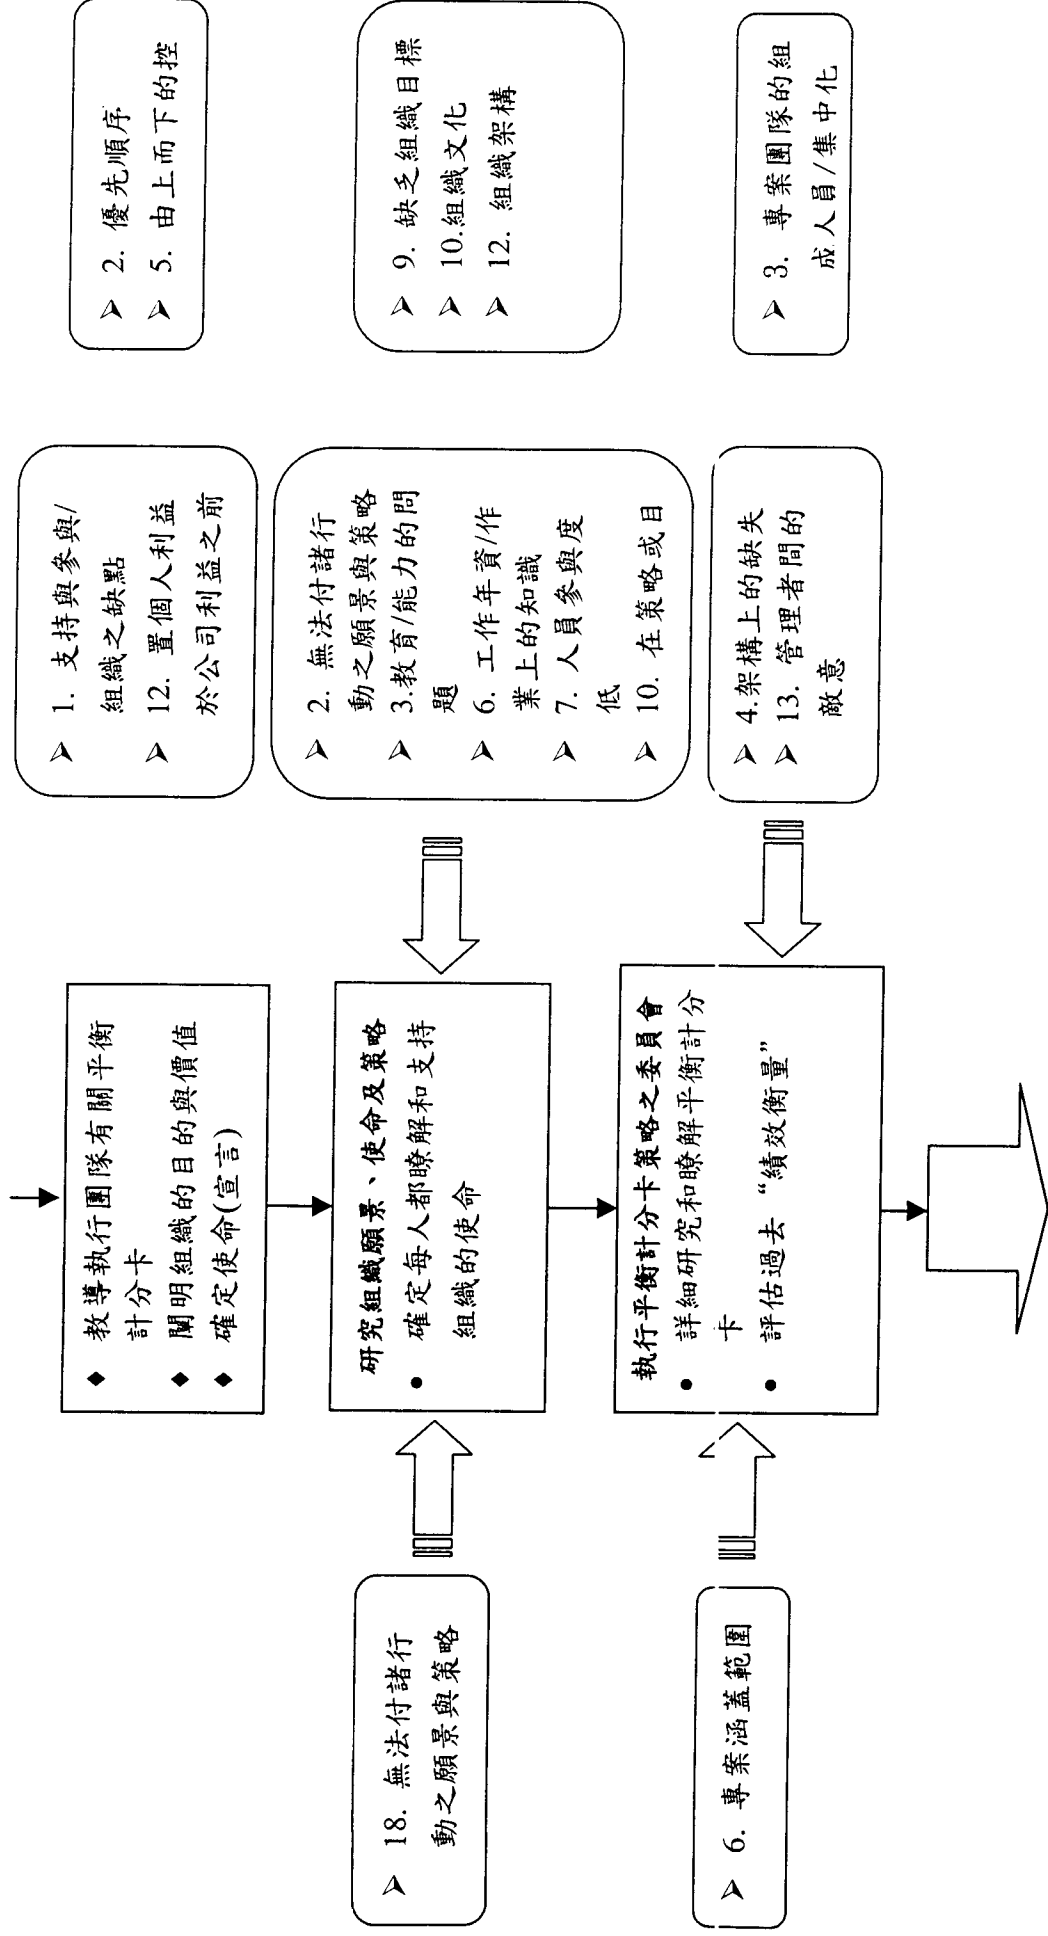 教導執行團隊有關平衡
計分卡
闡明組織的目的與價值
確定使命(宣言)
1. 支持與參與/
組織之缺點
12. 置個人利益
於公司利益之前
2. 優先順序
5. 由上而下的控
18. 無法付諸行
動之願景與策略
研究組織願景、使命及策略
確定每人都瞭解和支持
組織的使命
2. 無法付諸行
動之願景與策略
3.教育/能力的問
題
6. 工作年資/作
業上的知識
7. 人員參與度
低
10. 在策略或目
9. 缺乏組織目標
10.組織文化
12. 組織架構
6. 專案涵蓋範圍
執行平衡計分卡策略之委員會
詳細研究和瞭解平衡計分
卡
評估過去 “績效衡量”
4.架構上的缺失
13. 管理者間的
敵意
3. 專案團隊的組
成人員/集中化